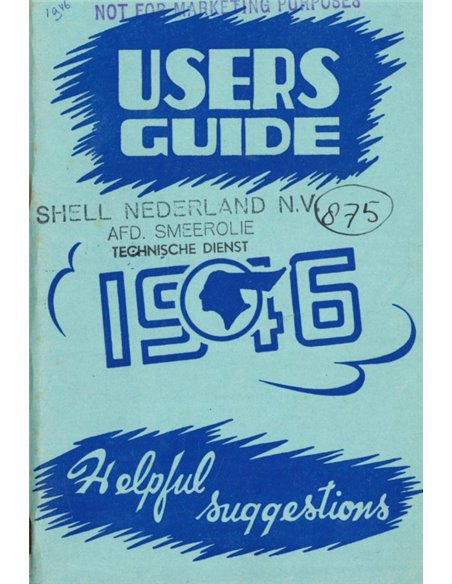 1946
NOT FOR MARKETING PURPOSES
USERS
GUIDE
SHELL NEDERLAND N.V.
875
AFD. SMEEROLIE
TECHNISCHE DIENST
1946
Helpful
suggestions